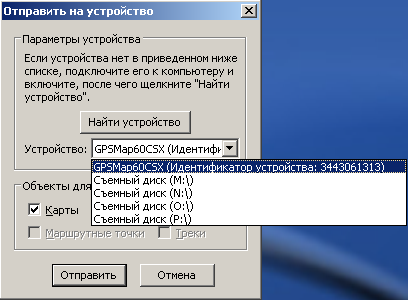 Отправить на устройство
Параметры устройства
Если устройства нет в приведенном ниже
списке, подключите его к компьютеру и
включите, после чего щелкните "Найти
устройство".
Найти устройство
Устройство: GPSMap60CSX (Идентифи
GPSMap60CSX (Идентификатор устройства: 3443061313)
Съемный диск (M:\)
Съемный диск (N:\)
Съемный диск (O:\)
Съемный диск (P:\)
Объекты для
Карты
Маршрутные точки Треки
Отправить Отмена